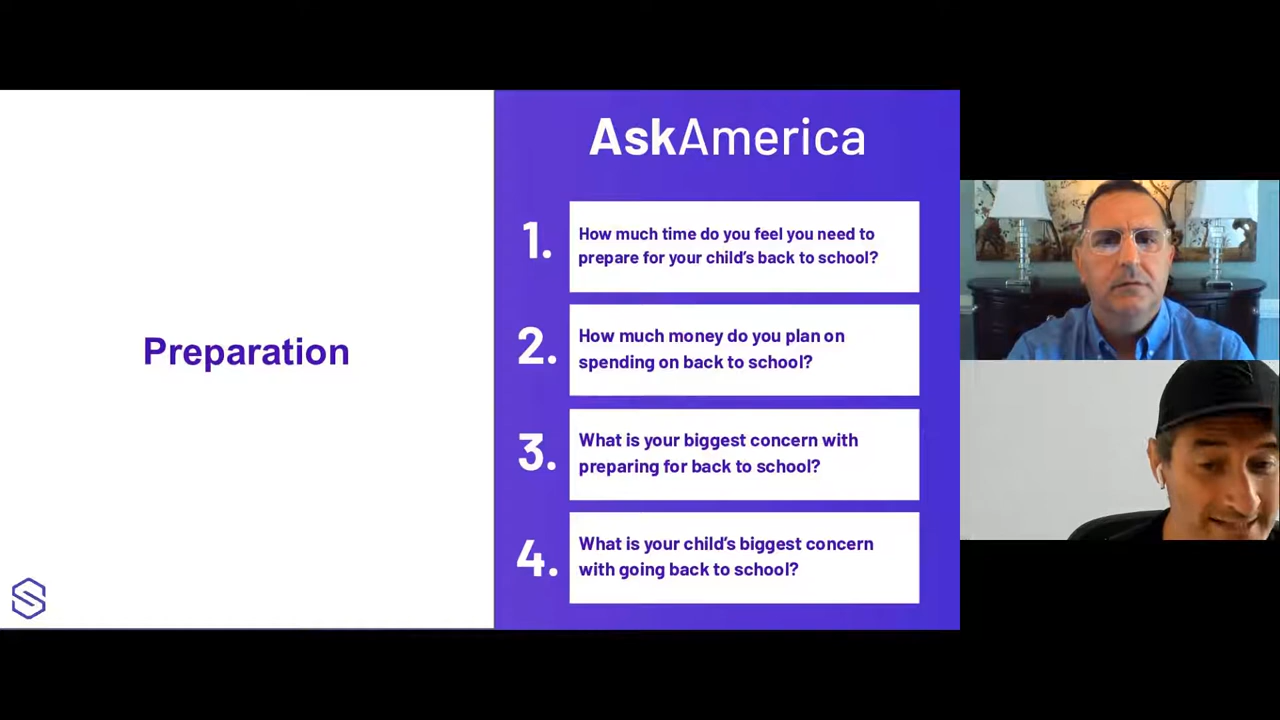 Preparation
AskAmerica
1.
How much time do you feel you need to
prepare for your child's back to school?
2.
How much money do you plan on
spending on back to school?
3.
What is your biggest concern with
preparing for back to school?
4.
What is your child's biggest concern
with going back to school?